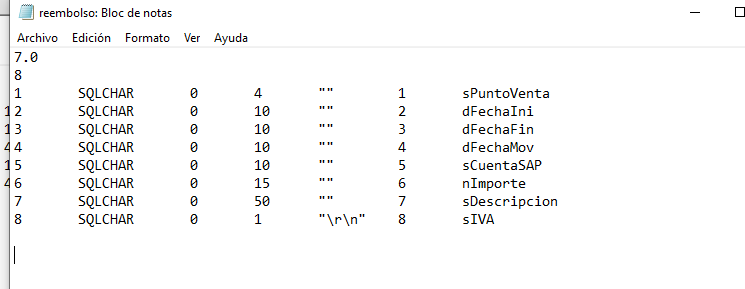 reembolso: Bloc de notas
Archivo Edición Formato Ver Ayuda
7.0
8
1 SQLCHAR 0 4 "" 1 sPuntoVenta
2 SQLCHAR 0 10 "" 2 dFechaIni
3 SQLCHAR 0 10 "" 3 dFechaFin
4 SQLCHAR 0 10 "" 4 dFechaMov
5 SQLCHAR 0 10 "" 5 sCuentaSAP
6 SQLCHAR 0 15 "" 6 nImporte
7 SQLCHAR 0 50 "" 7 sDescripcion
8 SQLCHAR 0 1 "\r\n" 8 sIVA